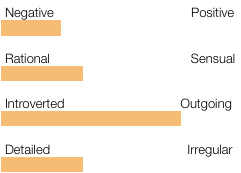 Negative Positive
Rational Sensual
Introverted Outgoing
Detailed Irregular